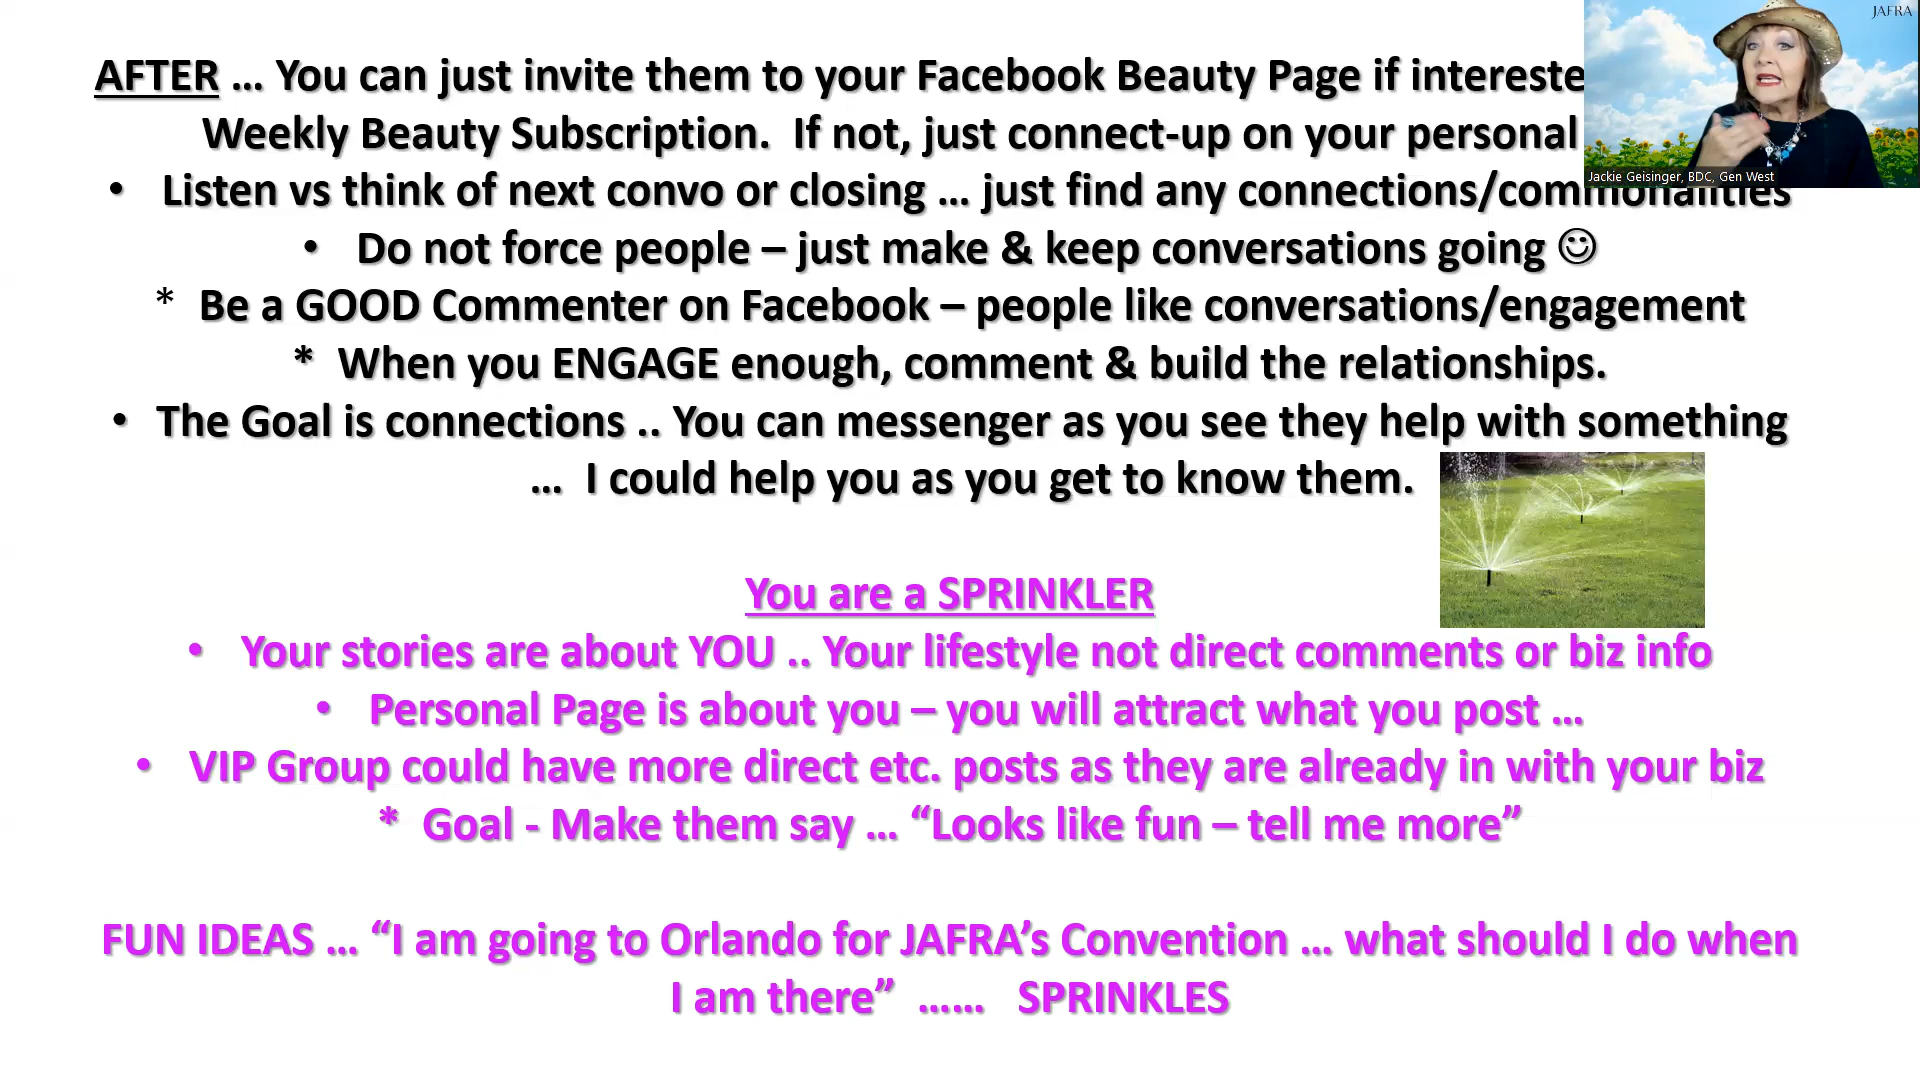 AFTER … You can just invite them to your Facebook Beauty Page if
Weekly Beauty Subscription.  If not, just connect-up on your personal
• Listen vs think of next convo or closing … just find any connections/commonalities
• Do not force people – just make & keep conversations going ☺
* Be a GOOD Commenter on Facebook – people like conversations/engagement
* When you ENGAGE enough, comment & build the relationships.
• The Goal is connections .. You can messenger as you see they help with something
… I could help you as you get to know them.
You are a SPRINKLER
• Your stories are about YOU .. Your lifestyle not direct comments or biz info
• Personal Page is about you – you will attract what you post …
• VIP Group could have more direct etc. posts as they are already in with your biz
* Goal - Make them say … “Looks like fun – tell me more”
FUN IDEAS … “I am going to Orlando for JAFRA’s Convention … what should I do when
I am there” …… SPRINKLES
JAFRA
Jackie Geisinger, BDC, Gen West